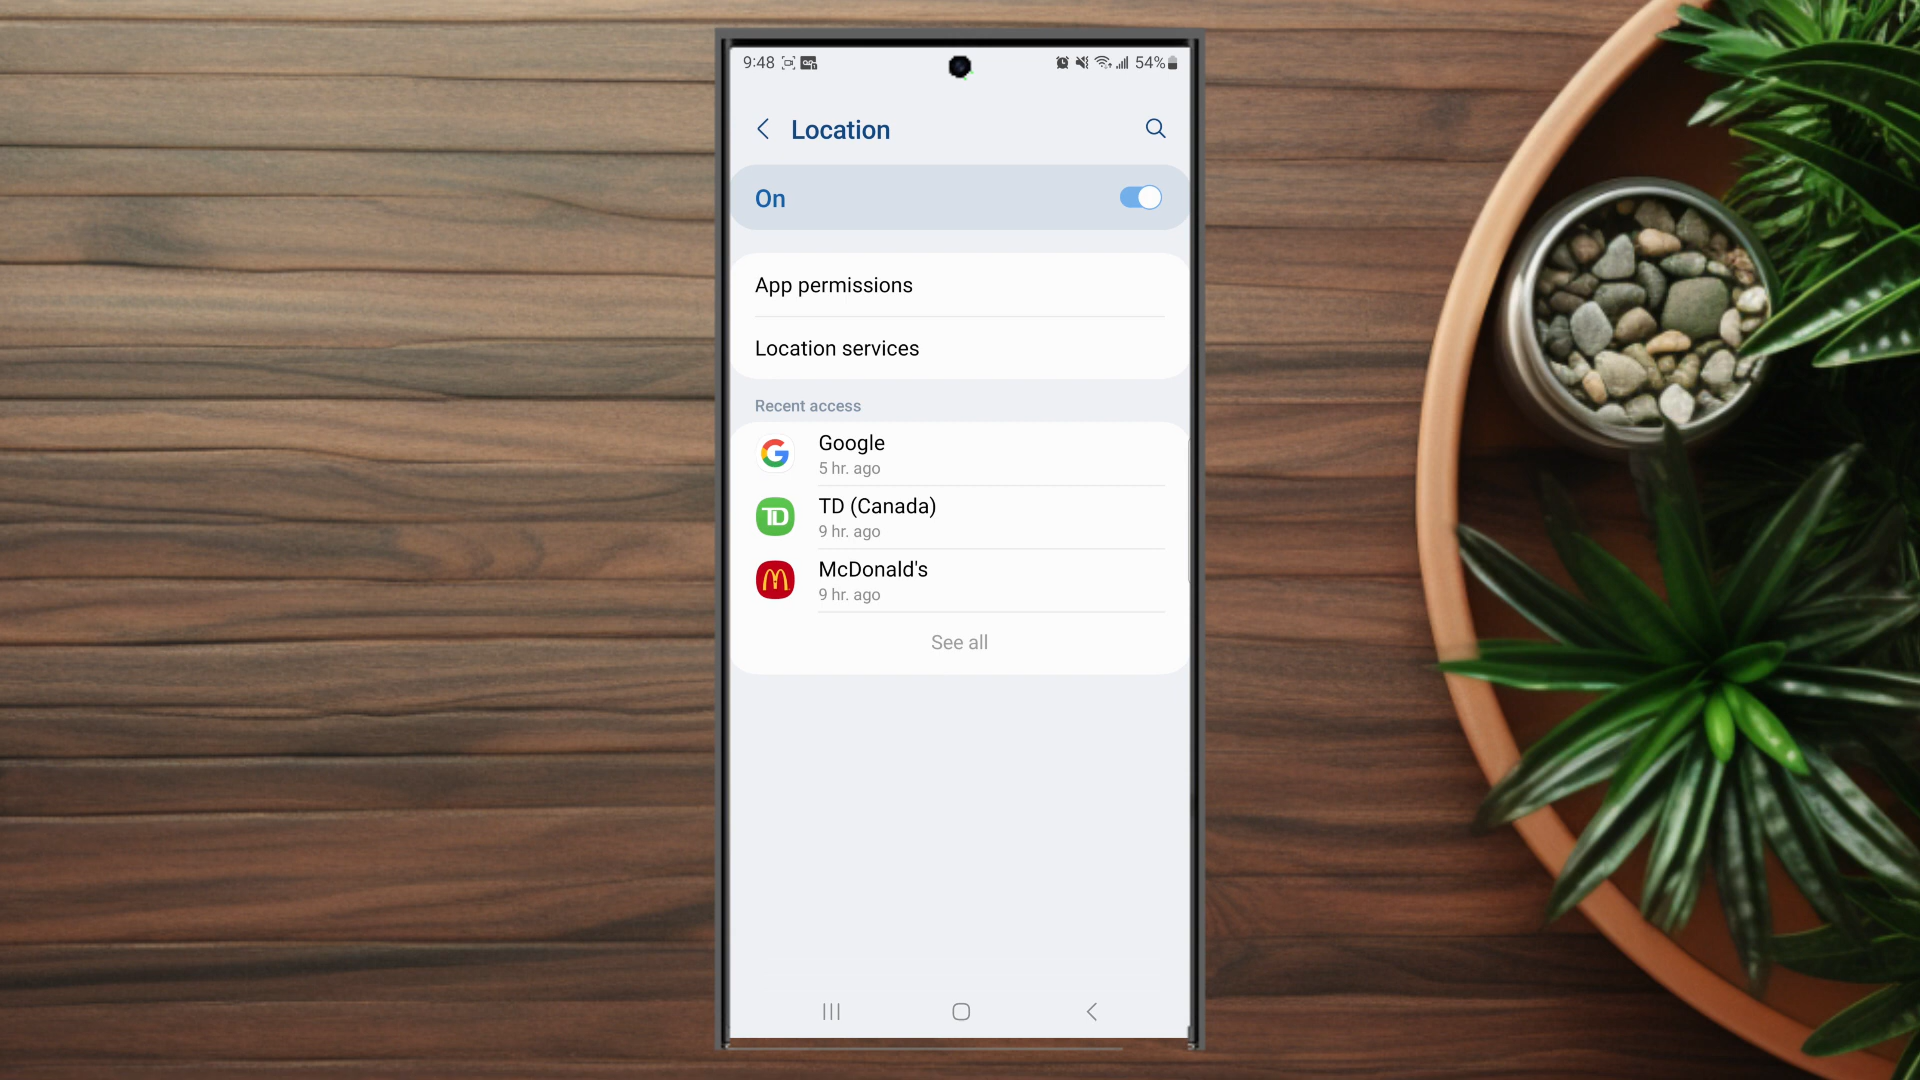 9:48 54%
Location
On
App permissions
Location services
Recent access
Google
5 hr. ago
TD (Canada)
9 hr. ago
McDonald's
9 hr. ago
See all